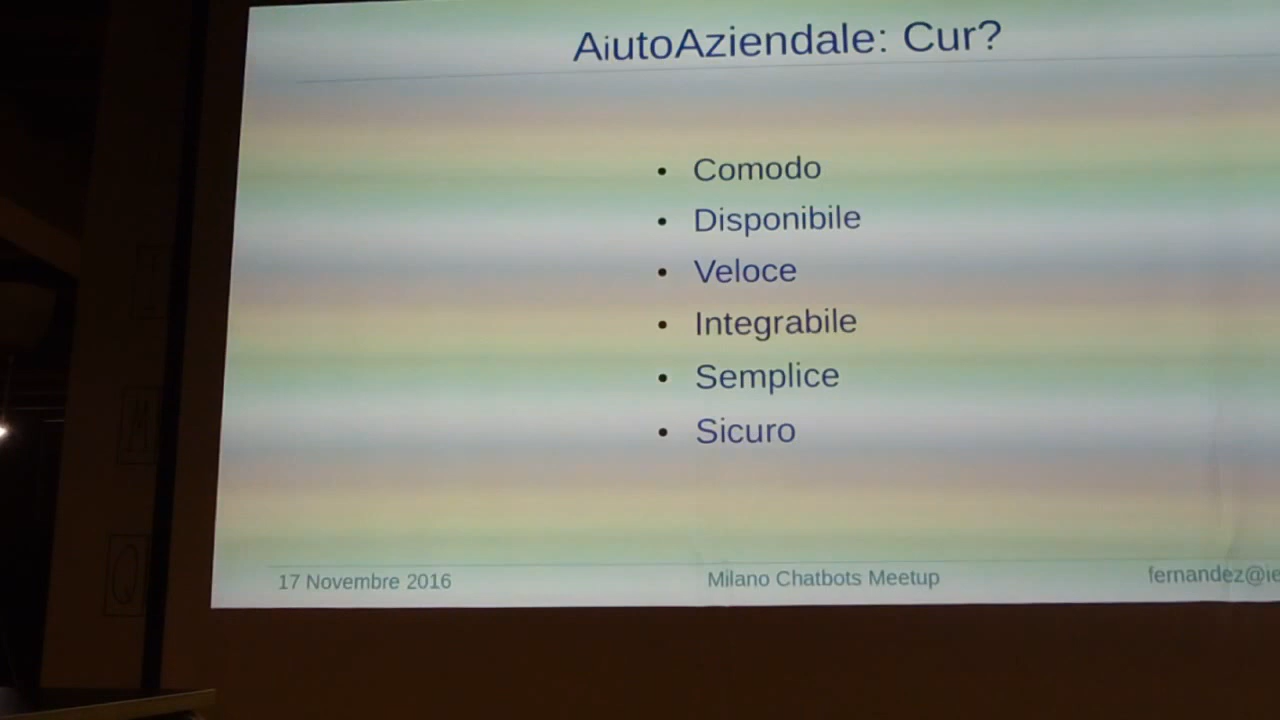 AiutoAziendale: Cur?
• Comodo
• Disponibile
• Veloce
• Integrabile
• Semplice
• Sicuro
17 Novembre 2016
Milano Chatbots Meetup
fernandez@ie